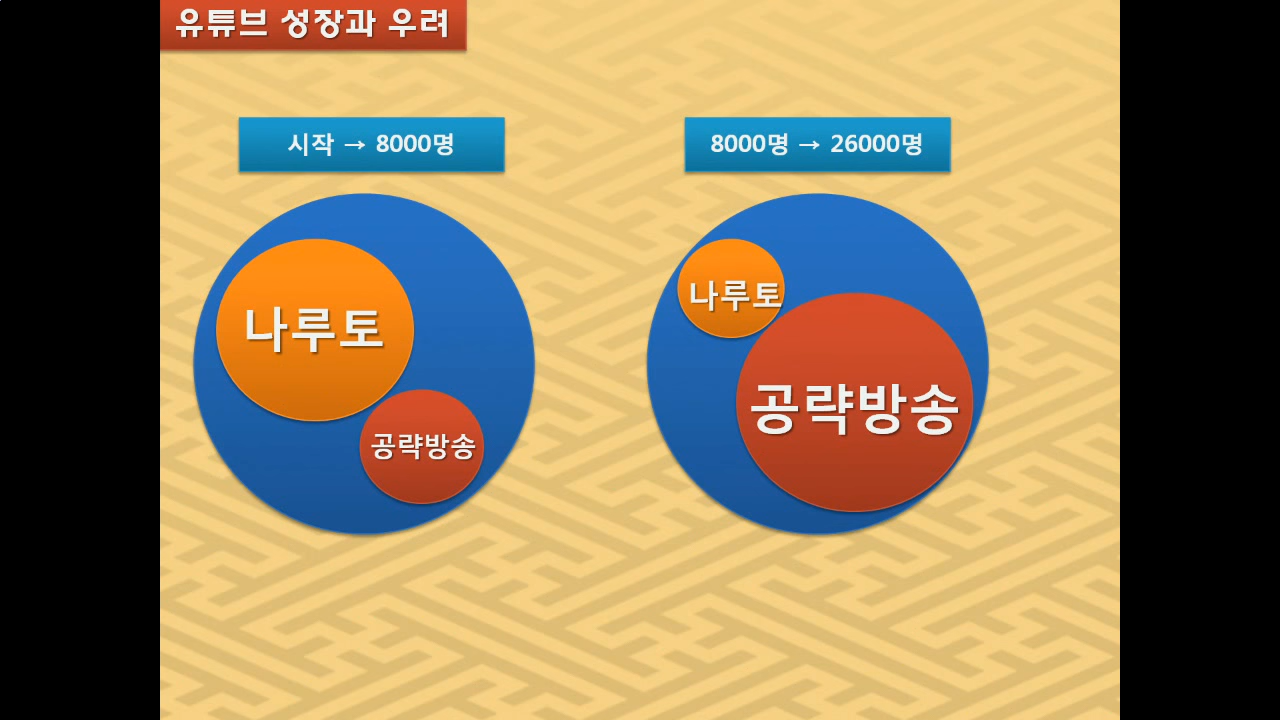 유튜브 성장과 우려
시작 → 8000명
8000명 → 26000명
나루토
공략방송
나루토
공략방송